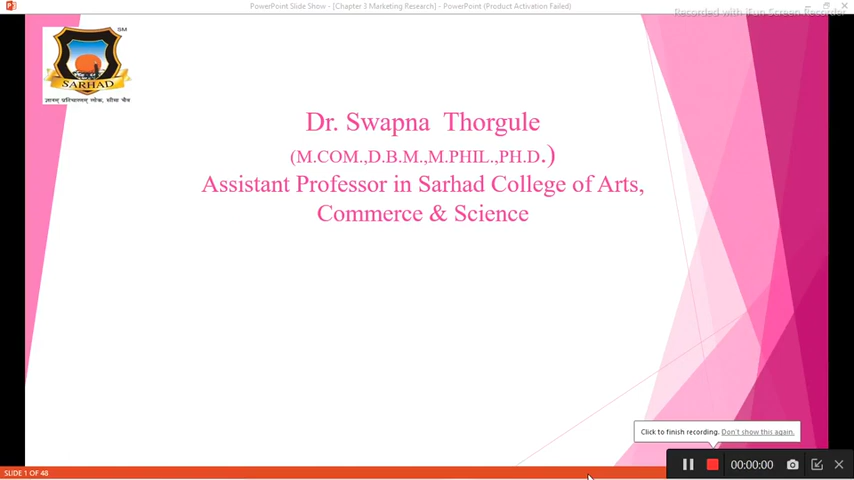 PowerPoint Slide Show - [Chapter 3 Marketing Research] - PowerPoint (Product Activation Failed)
Recorded with iTun Screen Recorder
SM
SARHAD
Dr. Swapna Thorgule
(M.COM.,D.B.M.,M.PHIL.,PH.D.)
Assistant Professor in Sarhad College of Arts,
Commerce & Science
Click to finish recording. Don't show this again.
00:00:00
SLIDE 1 OF 48